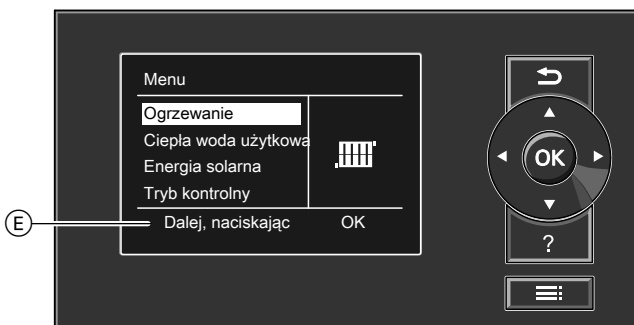 Menu
Ogrzewanie
Ciepła woda użytkowa
Energia solarna
Tryb kontrolny
Dalej, naciskając OK
E
OK
?